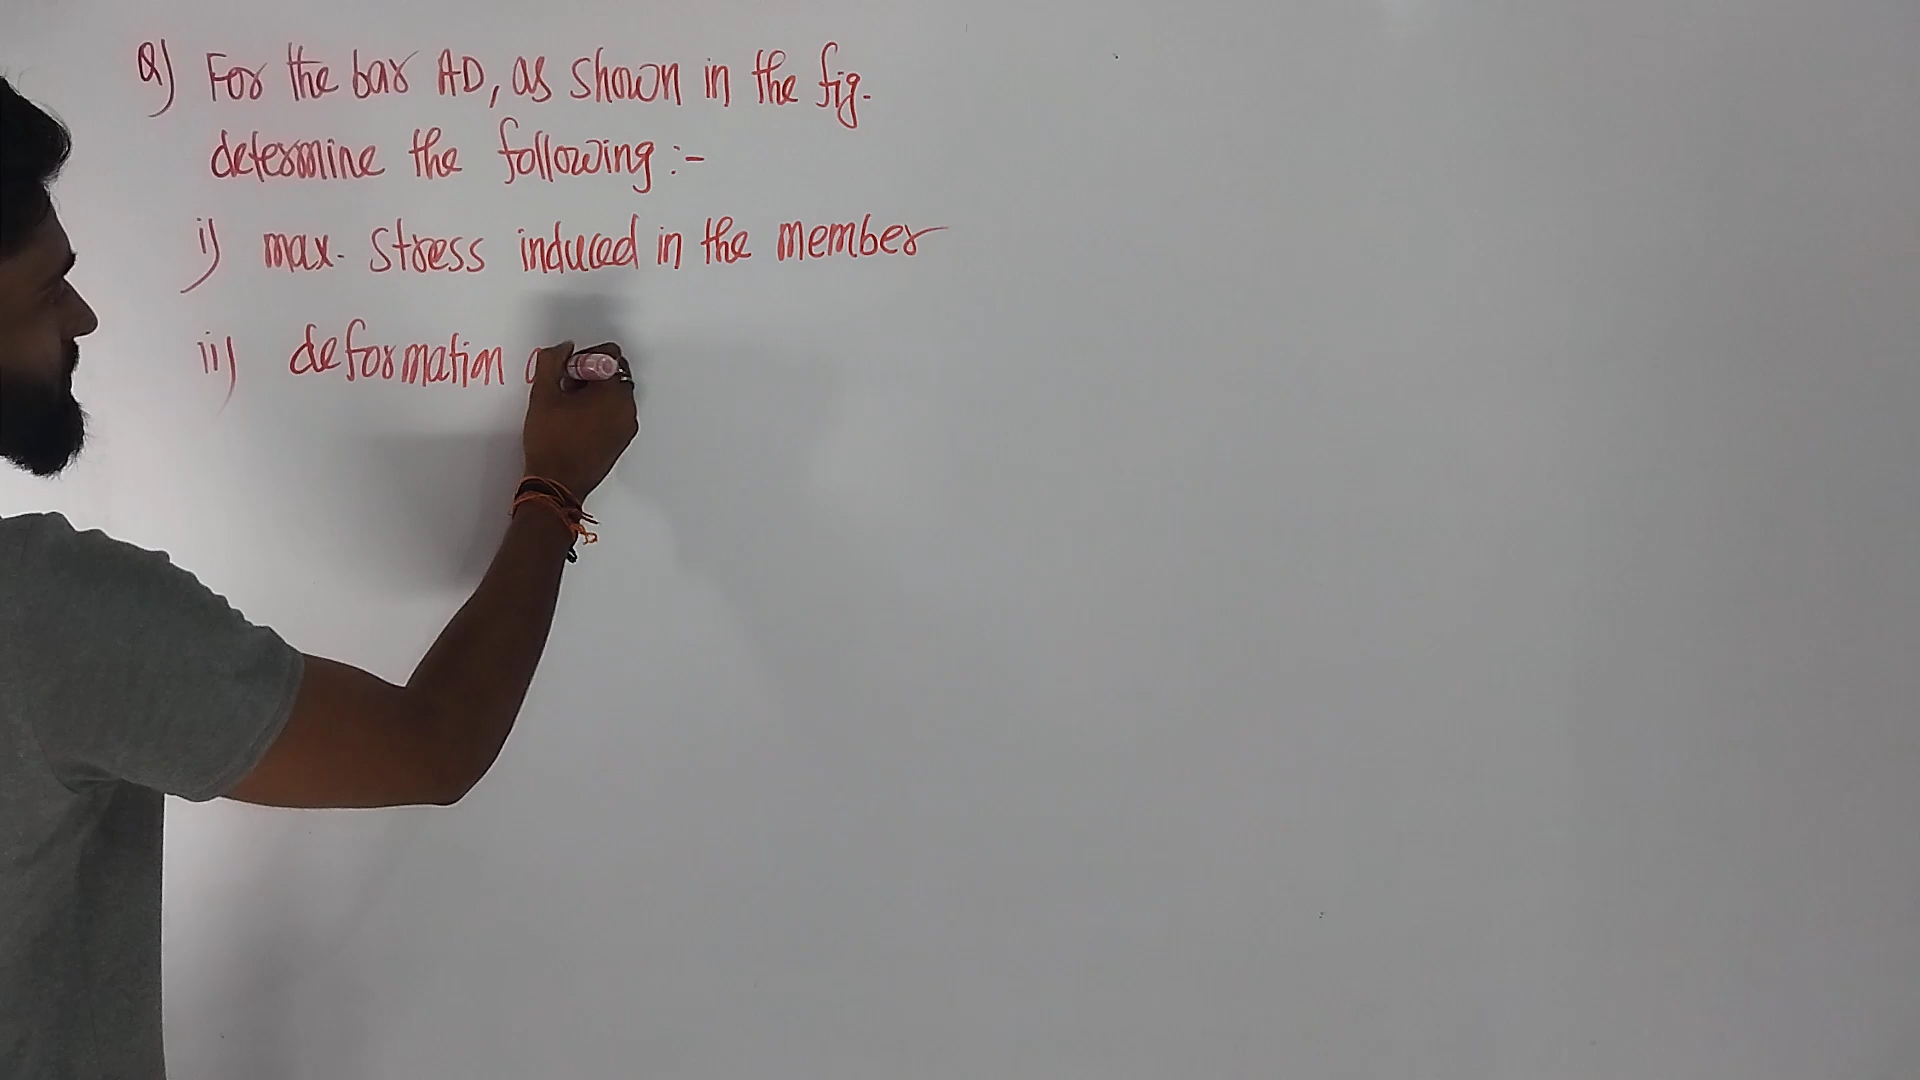 Q) For the bar AD, as shown in the fig.
determine the following :-
i) max. stress induced in the member
ii) deformation